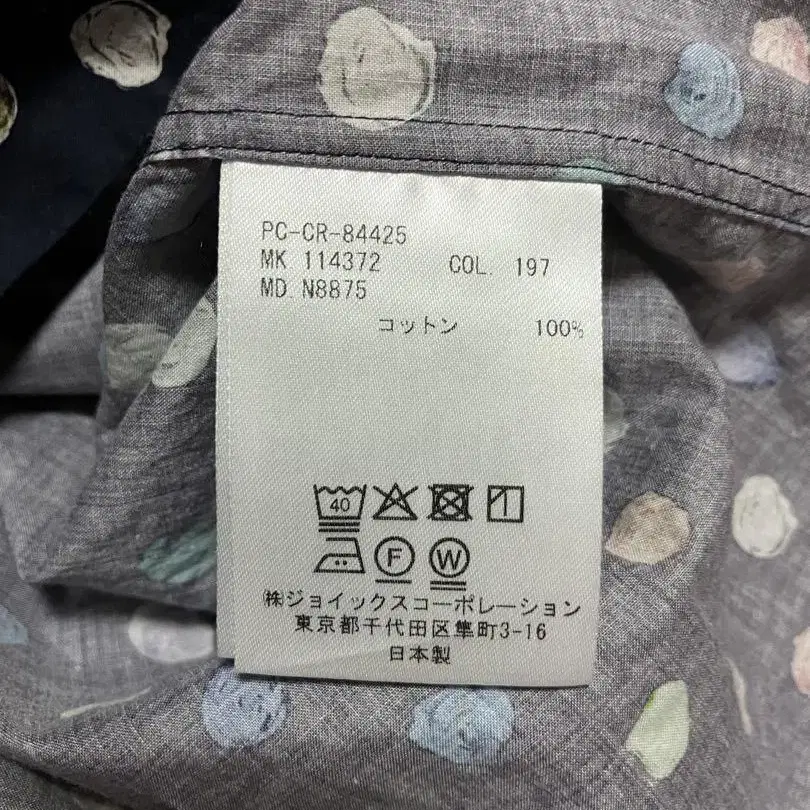 PC-CR-84425
MK 114372 COL. 197
MD N8875
コットン 100%
40
F W
㈱ジョイックスコーポレーション
東京都千代田区隼町3-16
日本製